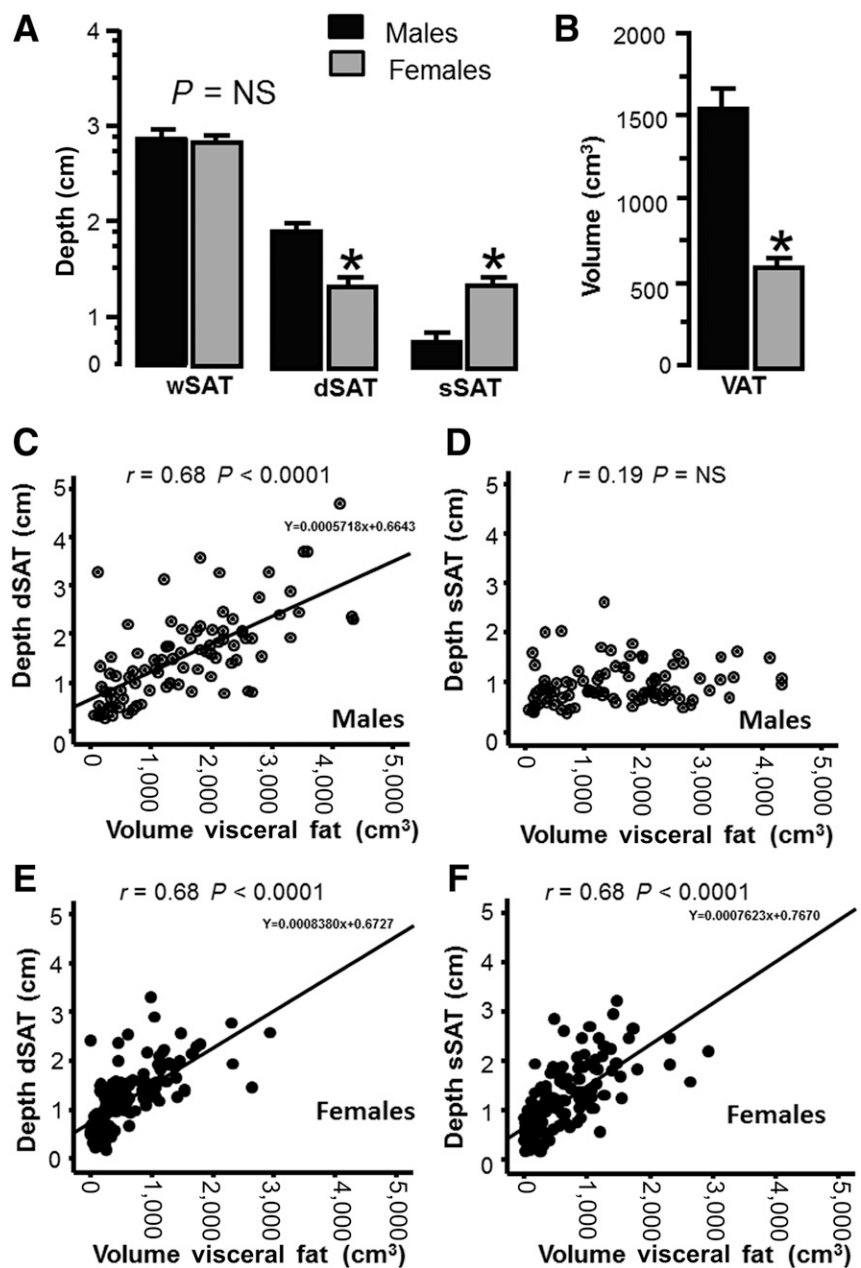 A
B
Males
Females
P = NS
Depth (cm)
4
3
2
1
0
wSAT
dSAT
sSAT
*
*
Volume (cm³)
2000
1500
1000
500
0
VAT
*
C
r = 0.68 P < 0.0001
Y=0.0005718x+0.6643
Depth dSAT (cm)
5
4
3
2
1
0
Males
0
1,000
2,000
3,000
4,000
5,000
Volume visceral fat (cm³)
D
r = 0.19 P = NS
Depth sSAT (cm)
5
4
3
2
1
0
Males
0
1,000
2,000
3,000
4,000
5,000
Volume visceral fat (cm³)
E
r = 0.68 P < 0.0001
Y=0.0008380x+0.6727
Depth dSAT (cm)
5
4
3
2
1
0
Females
0
1,000
2,000
3,000
4,000
5,000
Volume visceral fat (cm³)
F
r = 0.68 P < 0.0001
Y=0.0007623x+0.7670
Depth sSAT (cm)
5
4
3
2
1
0
Females
0
1,000
2,000
3,000
4,000
5,000
Volume visceral fat (cm³)